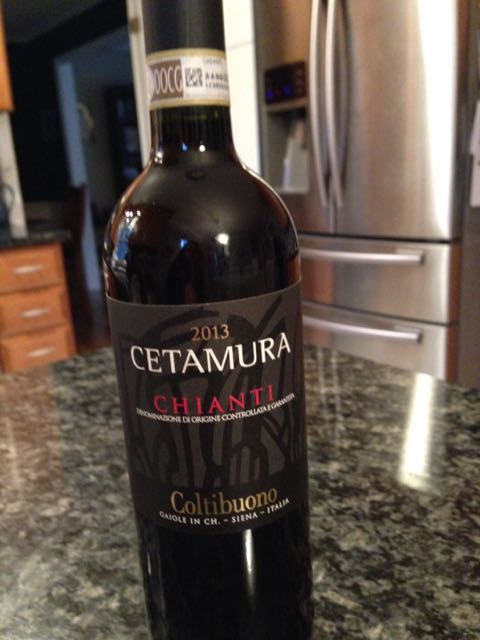 DOCG
2013
CETAMURA
CHIANTI
DENOMINAZIONE DI ORIGINE CONTROLLATA E GARANTITA
Coltibuono
GAIOLE IN CH. - SIENA - ITALIA